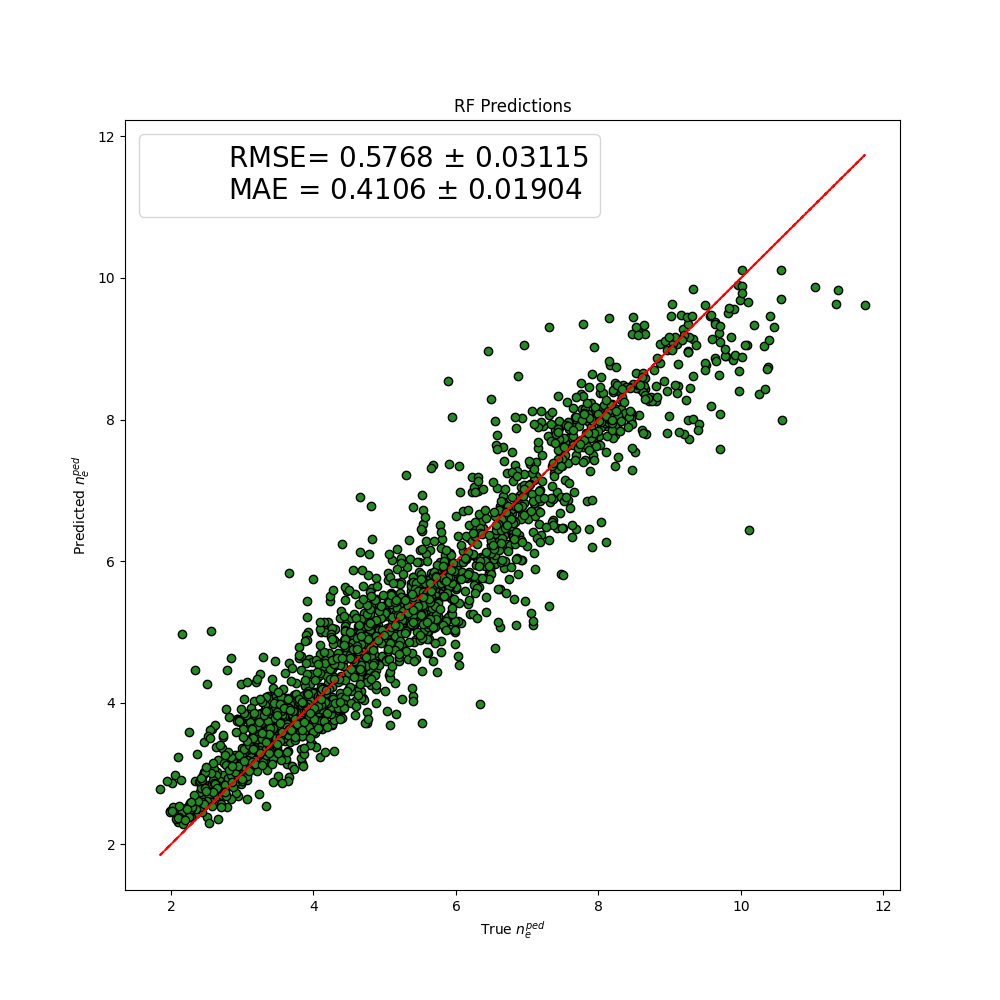 RF Predictions
RMSE= 0.5768 ± 0.03115
MAE = 0.4106 ± 0.01904
12
10
8
6
4
2
Predicted $n_e^{ped}$
2 4 6 8 10 12
True $n_e^{ped}$